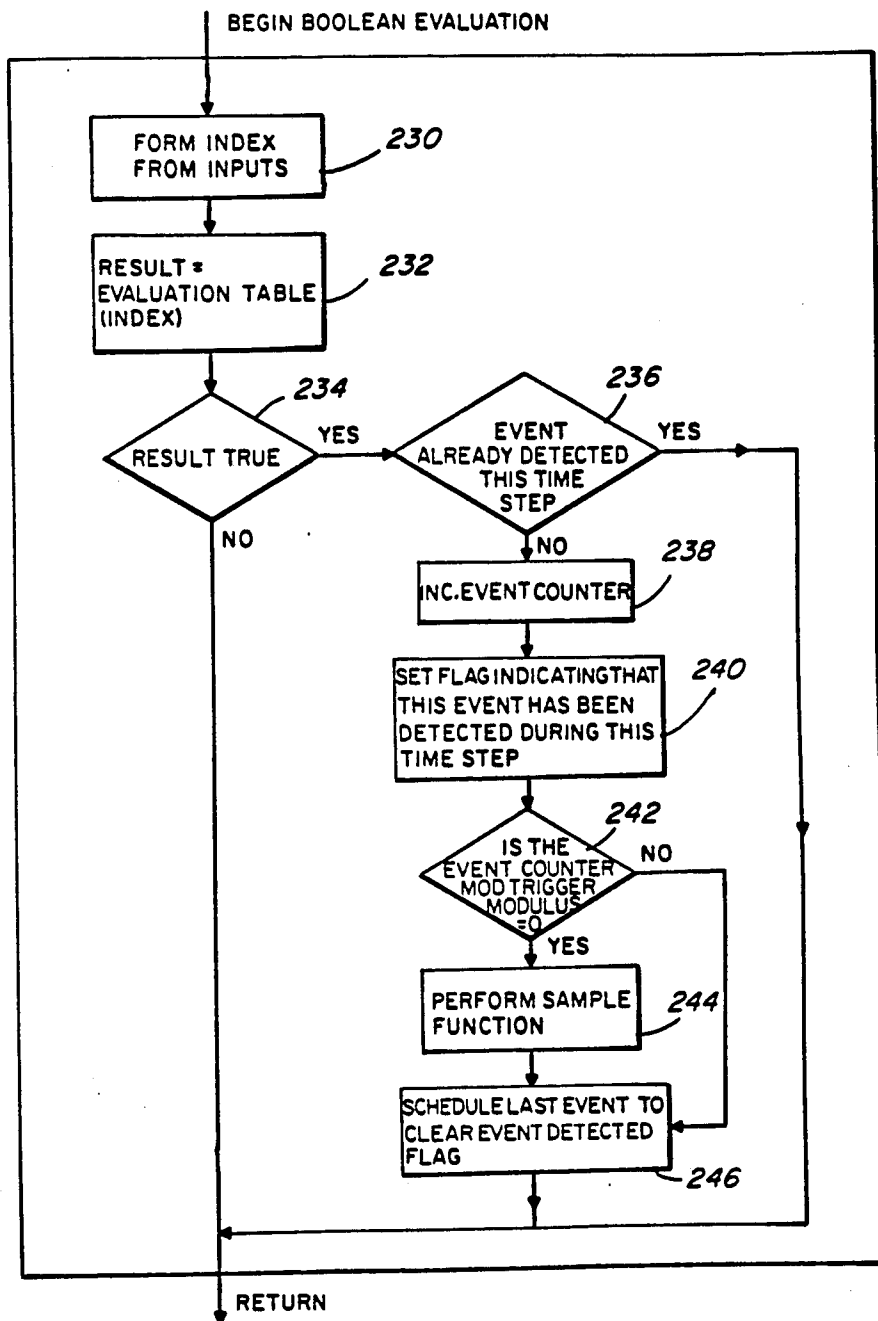 BEGIN BOOLEAN EVALUATION
FORM INDEX
FROM INPUTS
230
RESULT =
EVALUATION TABLE
(INDEX)
232
234
RESULT TRUE
YES
NO
236
EVENT
ALREADY DETECTED
THIS TIME
STEP
YES
NO
238
INC. EVENT COUNTER
SET FLAG INDICATING THAT
THIS EVENT HAS BEEN
DETECTED DURING THIS
TIME STEP
240
242
IS THE
EVENT COUNTER
MOD TRIGGER
MODULUS
=0
NO
YES
PERFORM SAMPLE
FUNCTION
244
SCHEDULE LAST EVENT TO
CLEAR EVENT DETECTED
FLAG
246
RETURN